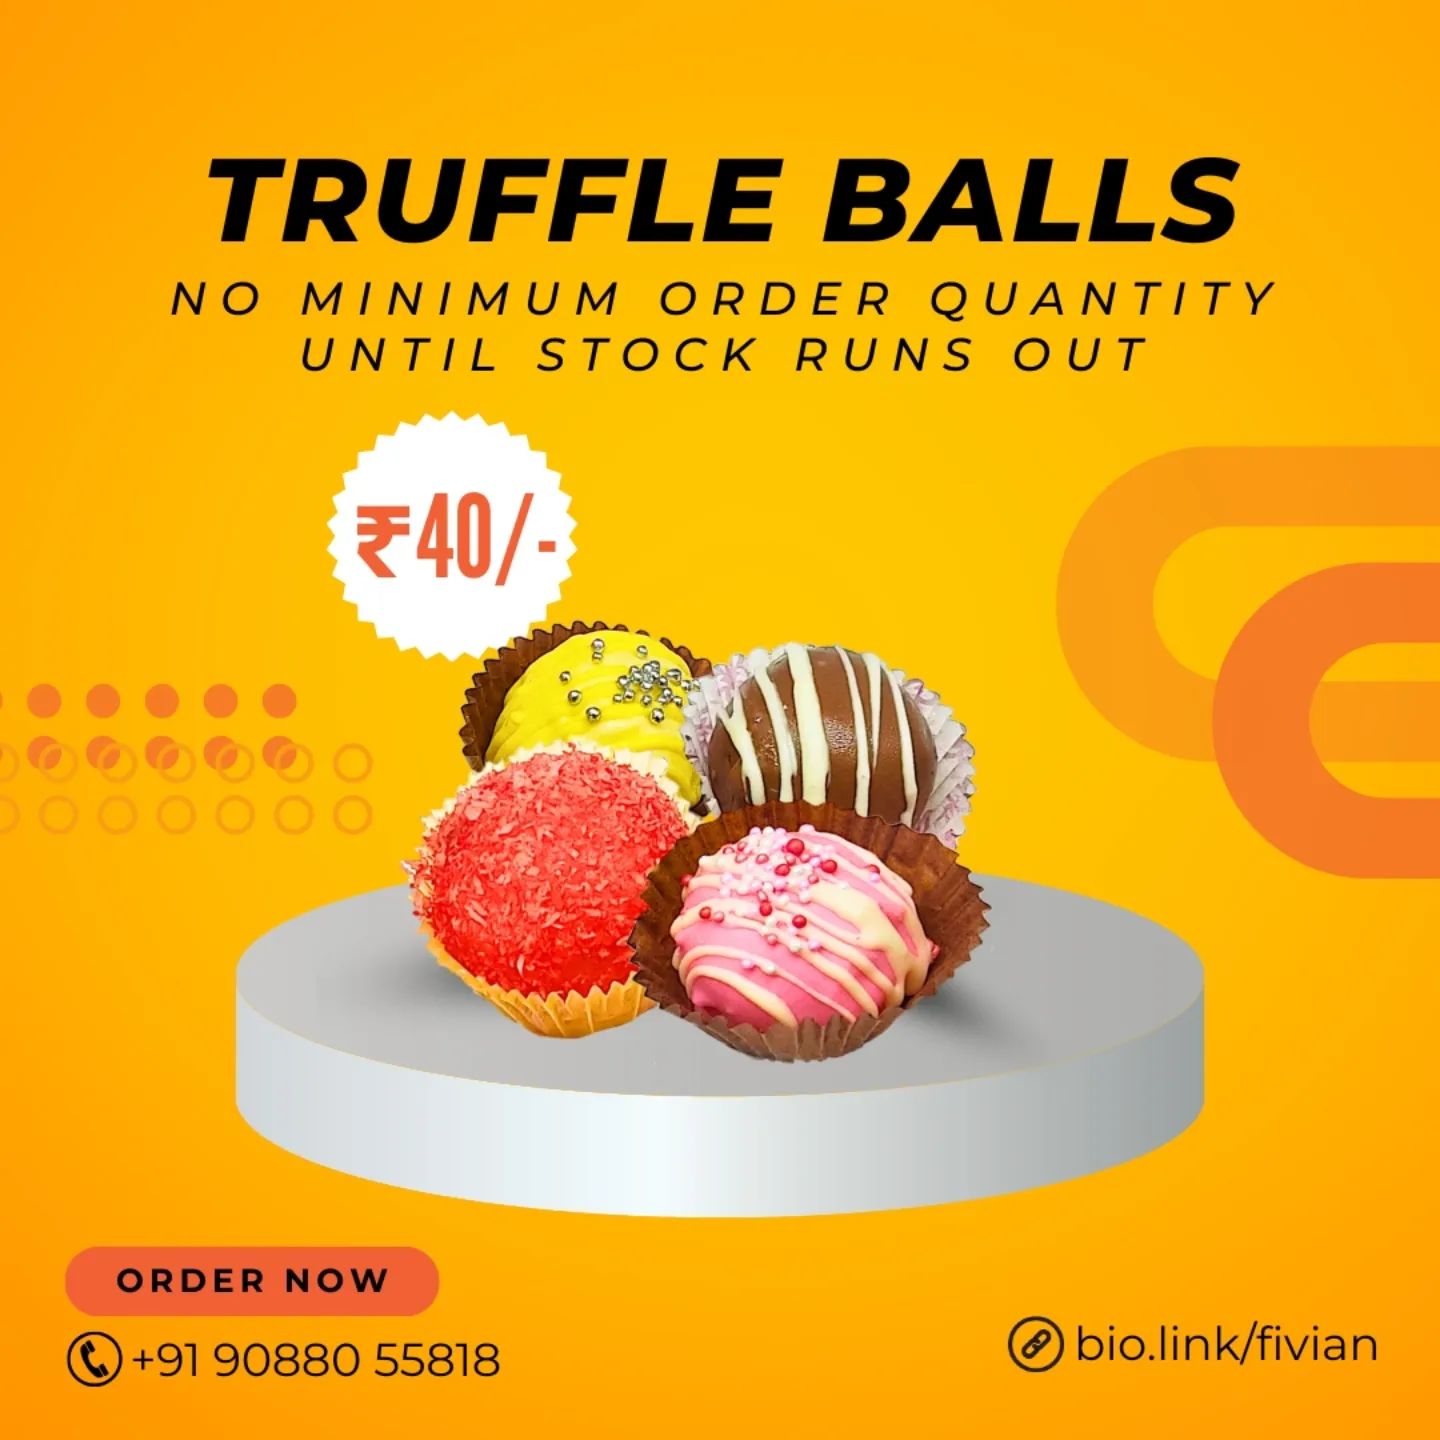 TRUFFLE BALLS
NO MINIMUM ORDER QUANTITY
UNTIL STOCK RUNS OUT
₹40/-
ORDER NOW
+91 90880 55818
bio.link/fivian